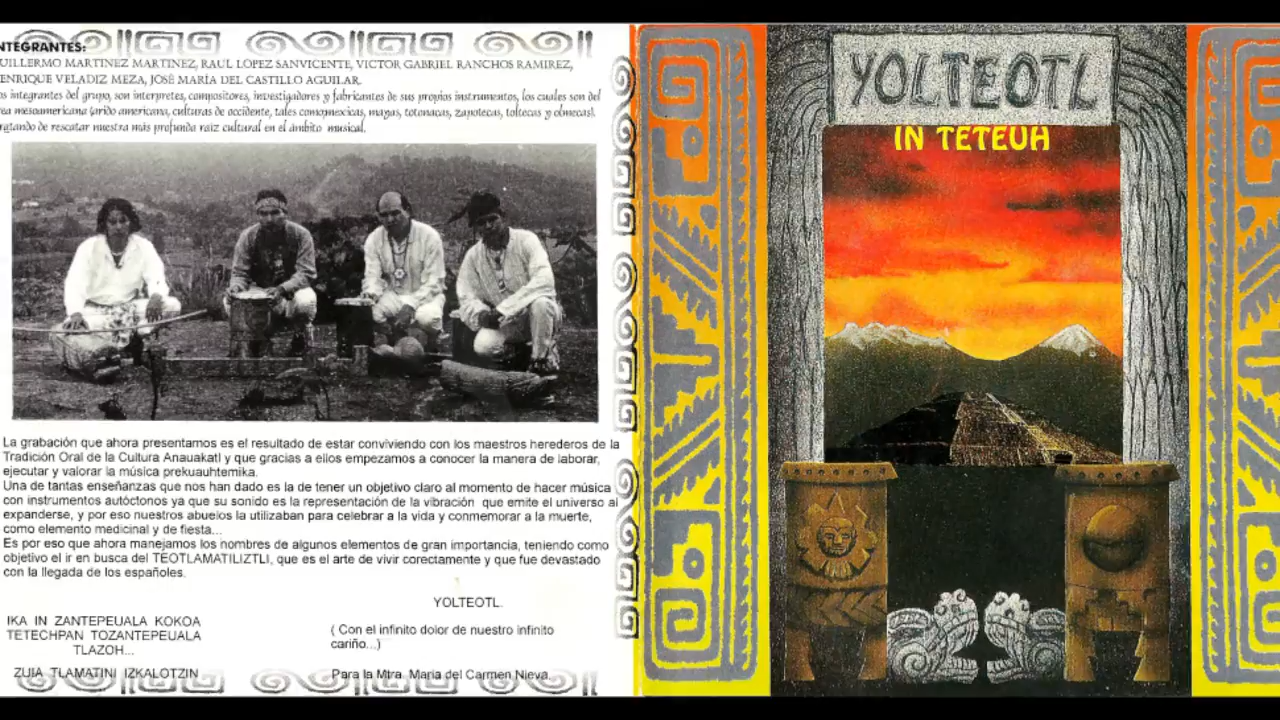 NTEGRANTES:
UILLERMO MARTINEZ MARTINEZ, RAUL LOPEZ SANVICENTE, VICTOR GABRIEL RANCHOS RAMIREZ,
ENRIQUE VELADIZ MEZA, JOSÉ MARÍA DEL CASTILLO AGUILAR.
os integrantes del grupo, son interpretes, compositores, investigadores y fabricantes de sus propios instrumentos, los cuales son del
rea mesoamericana (arido americana, culturas de occidente, tales comomexicas, mayas, totonacas, zapotecas, toltecas y olmecas).
ratando de rescatar nuestra más profunda raiz cultural en el ámbito musical.
La grabación que ahora presentamos es el resultado de estar conviviendo con los maestros herederos de la
Tradición Oral de la Cultura Anauakatl y que gracias a ellos empezamos a conocer la manera de laborar,
ejecutar y valorar la música prekuauhtemika.
Una de tantas enseñanzas que nos han dado es la de tener un objetivo claro al momento de hacer música
con instrumentos autóctonos ya que su sonido es la representación de la vibración que emite el universo al
expanderse, y por eso nuestros abuelos la utilizaban para celebrar a la vida y conmemorar a la muerte,
como elemento medicinal y de fiesta...
Es por eso que ahora manejamos los nombres de algunos elementos de gran importancia, teniendo como
objetivo el ir en busca del TEOTLAMATILIZTLI, que es el arte de vivir corectamente y que fue devastado
con la llegada de los españoles.
YOLTEOTL.
IKA IN ZANTEPEUALA KOKOA
TETECHPAN TOZANTEPEUALA
TLAZOH...
ZUIA TLAMATINI IZKALOTZIN
( Con el infinito dolor de nuestro infinito
cariño...)
Para la Mtra. Maria del Carmen Nieva.
YOLTEOTL
IN TETEUH